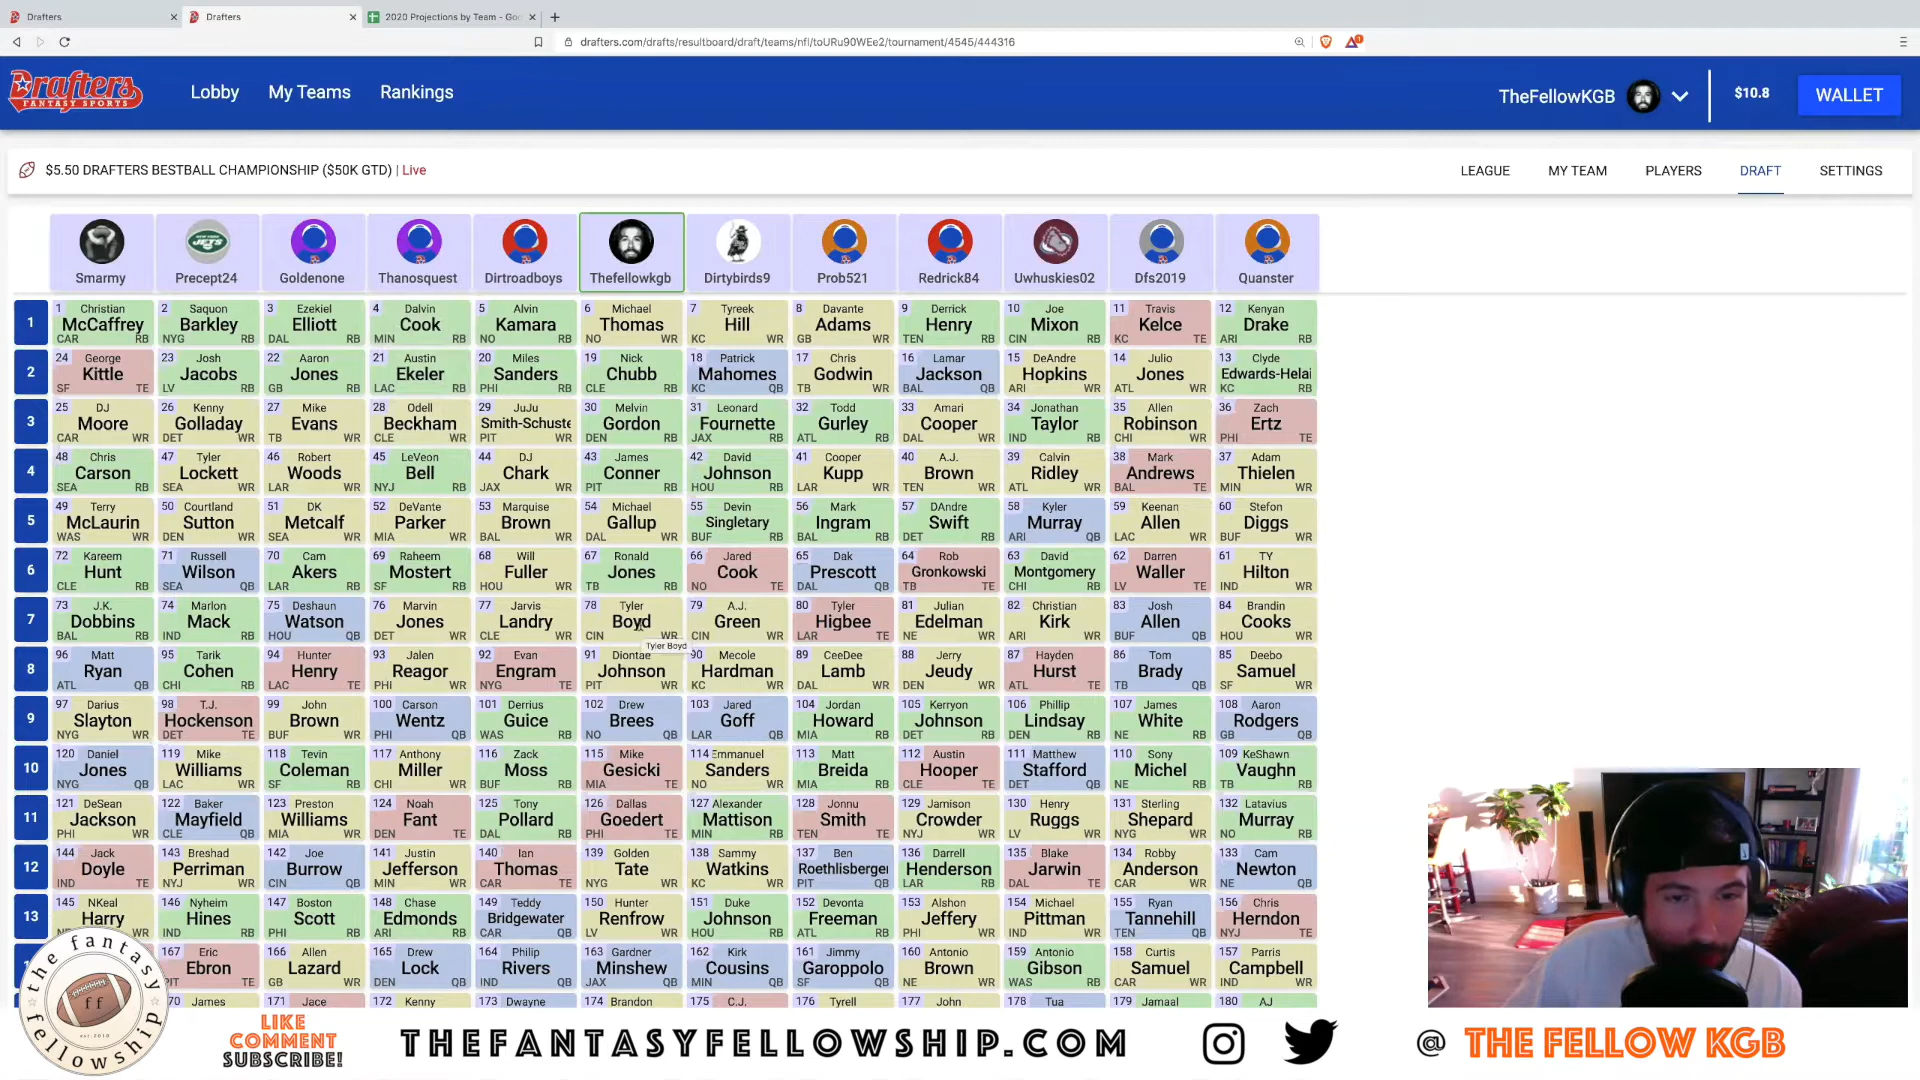 Drafters
Drafters
2020 Projections by Team - Goo
drafters.com/drafts/resultboard/draft/teams/nfl/toURu90WEe2/tournament/4545/444316
Drafters
FANTASY SPORTS
Lobby
My Teams
Rankings
TheFellowKGB
$10.8
WALLET
$5.50 DRAFTERS BESTBALL CHAMPIONSHIP ($50K GTD) | Live
LEAGUE
MY TEAM
PLAYERS
DRAFT
SETTINGS
Smarmy Precept24 Goldenone Thanosquest Dirtroadboys Thefellowkgb Dirtybirds9 Prob521 Redrick84 Uwhuskies02 Dfs2019 Quanster
1
1 Christian 2 Saquon 3 Ezekiel 4 Dalvin 5 Alvin 6 Michael 7 Tyreek 8 Davante 9 Derrick 10 Joe 11 Travis 12 Kenyan
McCaffrey Barkley Elliott Cook Kamara Thomas Hill Adams Henry Mixon Kelce Drake
CAR RB NYG RB DAL RB MIN RB NO RB NO WR KC WR GB WR TEN RB CIN RB KC TE ARI RB
2
24 George 23 Josh 22 Aaron 21 Austin 20 Miles 19 Nick 18 Patrick 17 Chris 16 Lamar 15 DeAndre 14 Julio 13 Clyde
Kittle Jacobs Jones Ekeler Sanders Chubb Mahomes Godwin Jackson Hopkins Jones Edwards-Helai
SF TE LV RB GB RB LAC RB PHI RB CLE RB KC QB TB WR BAL QB ARI WR ATL WR KC RB
3
25 DJ 26 Kenny 27 Mike 28 Odell 29 JuJu 30 Melvin 31 Leonard 32 Todd 33 Amari 34 Jonathan 35 Allen 36 Zach
Moore Golladay Evans Beckham Smith-Schuste Gordon Fournette Gurley Cooper Taylor Robinson Ertz
CAR WR DET WR TB WR CLE WR PIT WR DEN RB JAX RB ATL RB DAL WR IND RB CHI WR PHI TE
4
48 Chris 47 Tyler 46 Robert 45 LeVeon 44 DJ 43 James 42 David 41 Cooper 40 A.J. 39 Calvin 38 Mark 37 Adam
Carson Lockett Woods Bell Chark Conner Johnson Kupp Brown Ridley Andrews Thielen
SEA RB SEA WR LAR WR NYJ RB JAX WR PIT RB HOU RB LAR WR TEN WR ATL WR BAL TE MIN WR
5
49 Terry 50 Courtland 51 DK 52 DeVante 53 Marquise 54 Michael 55 Devin 56 Mark 57 DAndre 58 Kyler 59 Keenan 60 Stefon
McLaurin Sutton Metcalf Parker Brown Gallup Singletary Ingram Swift Murray Allen Diggs
WAS WR DEN WR SEA WR MIA WR BAL WR DAL WR BUF RB BAL RB DET RB ARI QB LAC WR BUF WR
6
72 Kareem 71 Russell 70 Cam 69 Raheem 68 Will 67 Ronald 66 Jared 65 Dak 64 Rob 63 David 62 Darren 61 TY
Hunt Wilson Akers Mostert Fuller Jones Cook Prescott Gronkowski Montgomery Waller Hilton
CLE RB SEA QB LAR RB SF RB HOU WR TB RB NO TE DAL QB TB TE CHI RB LV TE IND WR
7
73 J.K. 74 Marlon 75 Deshaun 76 Marvin 77 Jarvis 78 Tyler 79 A.J. 80 Tyler 81 Julian 82 Christian 83 Josh 84 Brandin
Dobbins Mack Watson Jones Landry Boyd Green Higbee Edelman Kirk Allen Cooks
BAL RB IND RB HOU QB DET WR CLE WR CIN WR CIN WR LAR TE NE WR ARI WR BUF QB HOU WR
Tyler Boyd
8
96 Matt 95 Tarik 94 Hunter 93 Jalen 92 Evan 91 Diontae 90 Mecole 89 CeeDee 88 Jerry 87 Hayden 86 Tom 85 Deebo
Ryan Cohen Henry Reagor Engram Johnson Hardman Lamb Jeudy Hurst Brady Samuel
ATL QB CHI RB LAC TE PHI WR NYG TE PIT WR KC WR DAL WR DEN WR ATL TE TB QB SF WR
9
97 Darius 98 T.J. 99 John 100 Carson 101 Derrius 102 Drew 103 Jared 104 Jordan 105 Kerryon 106 Phillip 107 James 108 Aaron
Slayton Hockenson Brown Wentz Guice Brees Goff Howard Johnson Lindsay White Rodgers
NYG WR DET TE BUF WR PHI QB WAS RB NO QB LAR QB MIA RB DET RB DEN RB NE RB GB QB
10
120 Daniel 119 Mike 118 Tevin 117 Anthony 116 Zack 115 Mike 114 Emmanuel 113 Matt 112 Austin 111 Matthew 110 Sony 109 KeShawn
Jones Williams Coleman Miller Moss Gesicki Sanders Breida Hooper Stafford Michel Vaughn
NYG QB LAC WR SF RB CHI WR BUF RB MIA TE NO WR MIA RB CLE TE DET QB NE RB TB RB
11
121 DeSean 122 Baker 123 Preston 124 Noah 125 Tony 126 Dallas 127 Alexander 128 Jonnu 129 Jamison 130 Henry 131 Sterling 132 Latavius
Jackson Mayfield Williams Fant Pollard Goedert Mattison Smith Crowder Ruggs Shepard Murray
PHI WR CLE QB MIA WR DEN TE DAL RB PHI TE MIN RB TEN TE NYJ WR LV WR NYG WR NO RB
12
144 Jack 143 Breshad 142 Joe 141 Justin 140 Ian 139 Golden 138 Sammy 137 Ben 136 Darrell 135 Blake 134 Robby 133 Cam
Doyle Perriman Burrow Jefferson Thomas Tate Watkins Roethlisberger Henderson Jarwin Anderson Newton
IND TE NYJ WR CIN QB MIN WR CAR TE NYG WR KC WR PIT QB LAR RB DAL TE CAR WR NE QB
13
145 NKeal 146 Nyheim 147 Boston 148 Chase 149 Teddy 150 Hunter 151 Duke 152 Devonta 153 Alshon 154 Michael 155 Ryan 156 Chris
Harry Hines Scott Edmonds Bridgewater Renfrow Johnson Freeman Jeffery Pittman Tannehill Herndon
WR IND RB PHI RB ARI RB CAR QB LV WR HOU RB ATL RB PHI WR IND WR TEN QB NYJ TE
167 Eric 166 Allen 165 Drew 164 Philip 163 Gardner 162 Kirk 161 Jimmy 160 Antonio 159 Antonio 158 Curtis 157 Parris
Ebron Lazard Lock Rivers Minshew Cousins Garoppolo Brown Gibson Samuel Campbell
PIT TE GB WR DEN QB IND QB JAX QB MIN QB SF QB NE WR WAS RB CAR WR IND WR
70 James 171 Jace 172 Kenny 173 Dwayne 174 Brandon 175 C.J. 176 Tyrell 177 John 178 Tua 179 Jamaal 180 AJ
the fantasy fellowship
ff
est.2010
LIKE
COMMENT
SUBSCRIBE!
THEFANTASYFELLOWSHIP.COM
@ THE FELLOW KGB